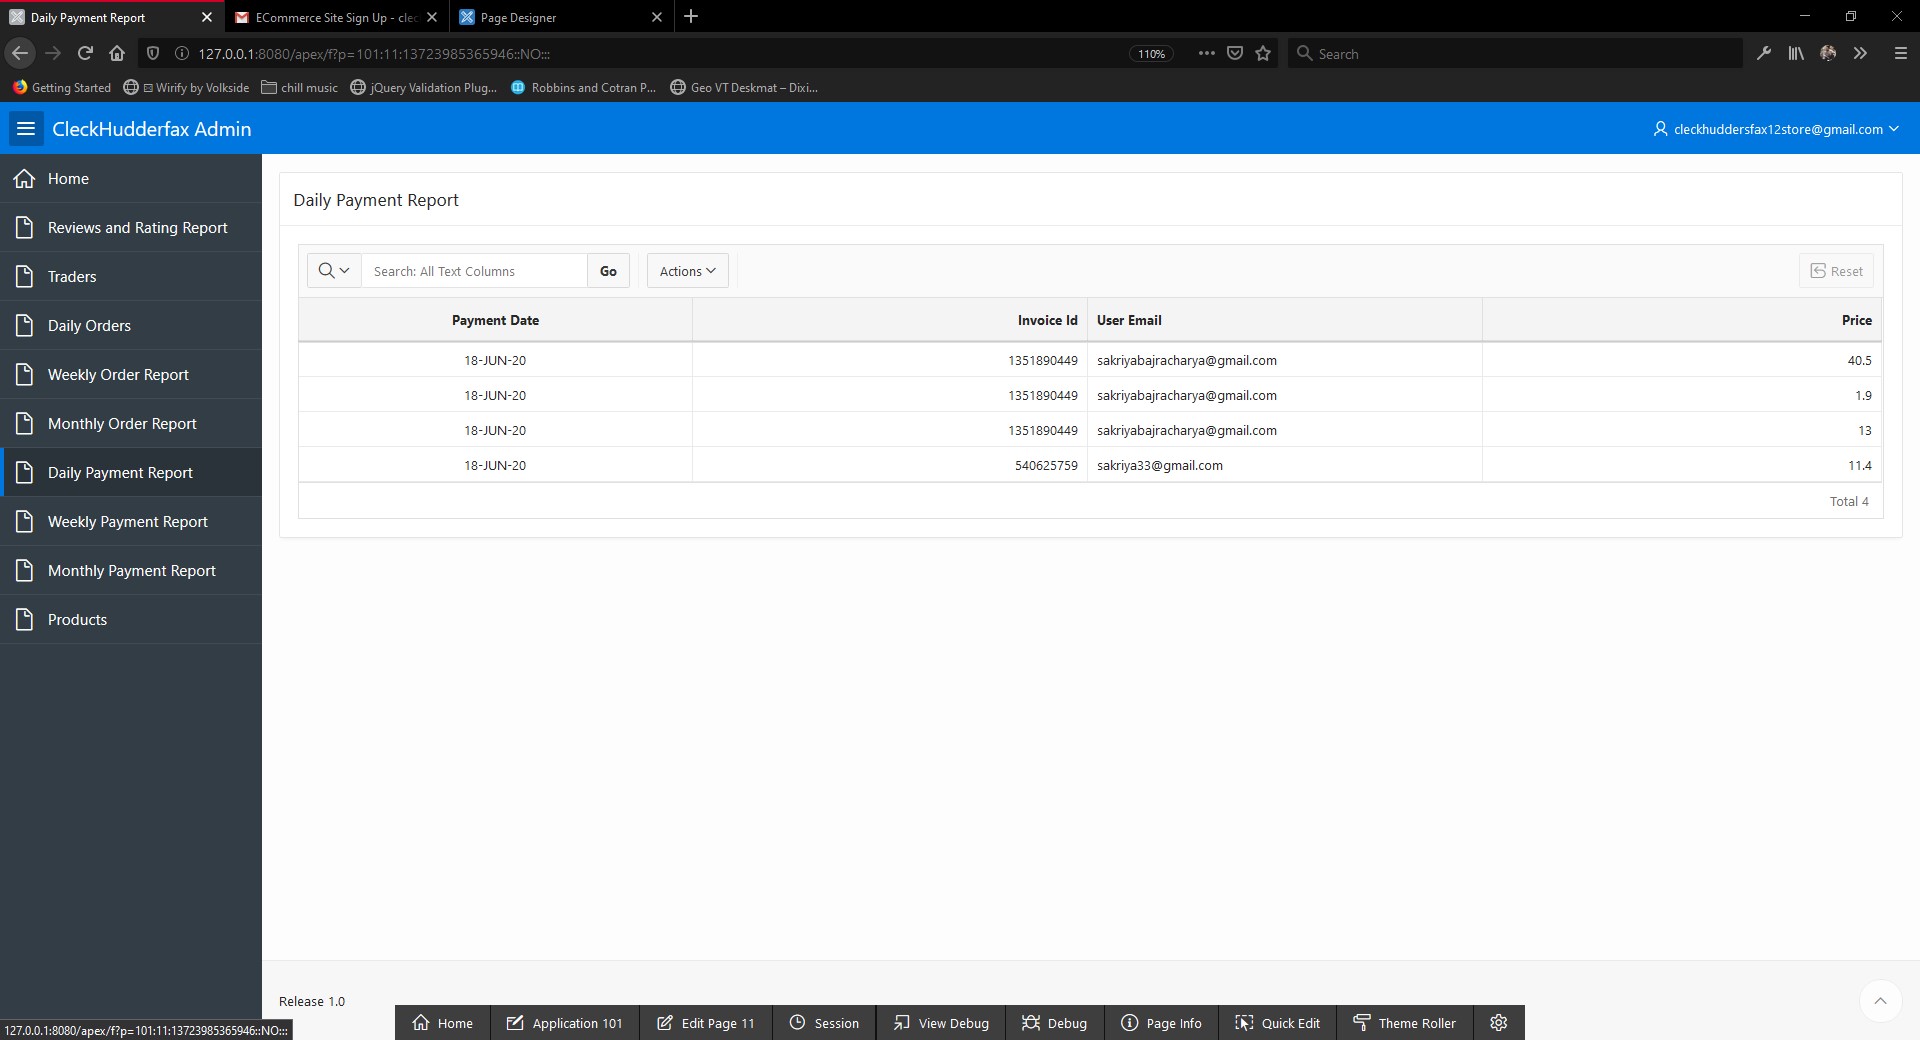 Daily Payment Report
ECommerce Site Sign Up - clec
Page Designer
127.0.0.1:8080/apex/f?p=101:11:13723985365946::NO:::
110%
Search
Getting Started
Wirify by Volkside
chill music
jQuery Validation Plug...
Robbins and Cotran P...
Geo VT Deskmat – Dixi...
CleckHudderfax Admin
cleckhuddersfax12store@gmail.com
Home
Reviews and Rating Report
Traders
Daily Orders
Weekly Order Report
Monthly Order Report
Daily Payment Report
Weekly Payment Report
Monthly Payment Report
Products
Daily Payment Report
Search: All Text Columns
Go
Actions
Reset
Payment Date Invoice Id User Email Price
18-JUN-20 1351890449 sakriyabajracharya@gmail.com 40.5
18-JUN-20 1351890449 sakriyabajracharya@gmail.com 1.9
18-JUN-20 1351890449 sakriyabajracharya@gmail.com 13
18-JUN-20 540625759 sakriya33@gmail.com 11.4
Total 4
Release 1.0
127.0.0.1:8080/apex/f?p=101:11:13723985365946::NO:::
Home
Application 101
Edit Page 11
Session
View Debug
Debug
Page Info
Quick Edit
Theme Roller